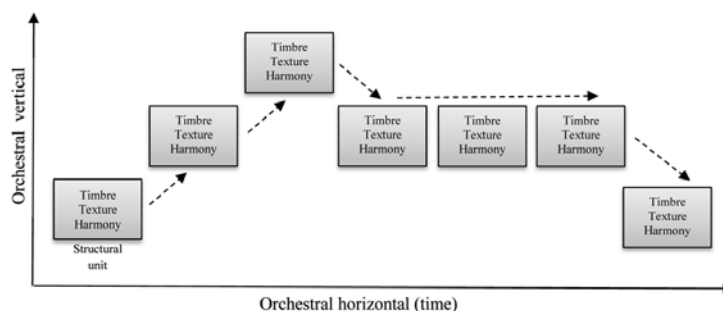 Orchestral vertical
Timbre
Texture
Harmony
Structural
unit
Timbre
Texture
Harmony
Timbre
Texture
Harmony
Timbre
Texture
Harmony
Timbre
Texture
Harmony
Timbre
Texture
Harmony
Timbre
Texture
Harmony
Orchestral horizontal (time)